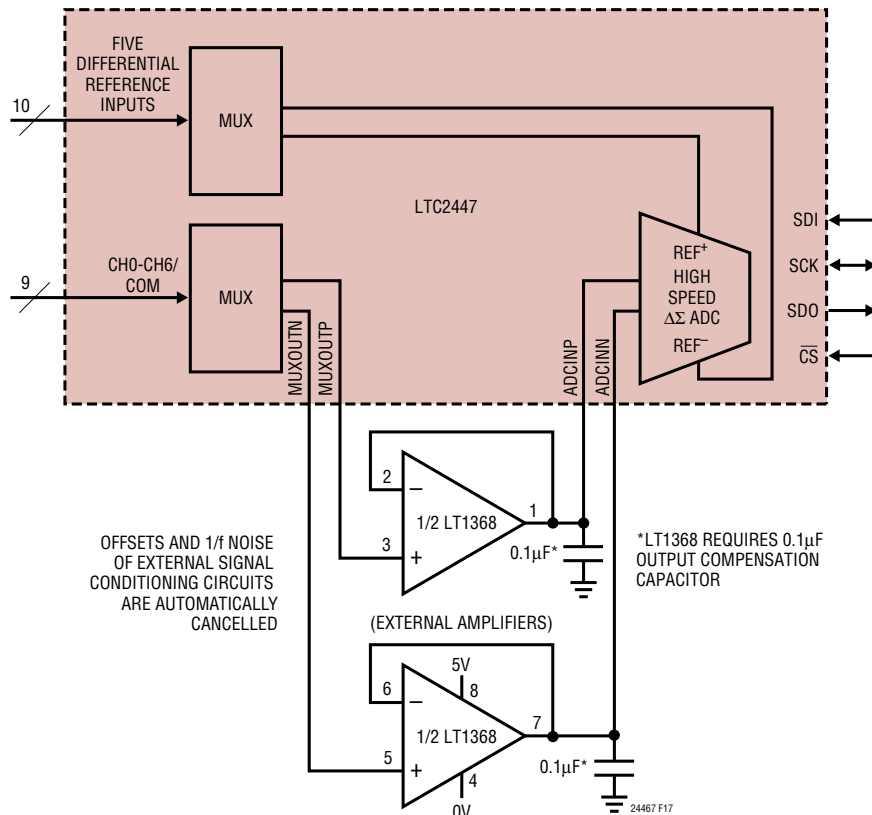 FIVE
DIFFERENTIAL
REFERENCE
INPUTS
10
MUX
LTC2447
CH0-CH6/
COM
9
MUX
MUXOUTN
MUXOUTP
ADCINP
ADCINN
REF+
HIGH
SPEED
ΔΣ ADC
REF–
SDI
SCK
SDO
CS
2
–
1/2 LT1368
1
3
+
0.1µF*
*LT1368 REQUIRES 0.1µF
OUTPUT COMPENSATION
CAPACITOR
OFFSETS AND 1/f NOISE
OF EXTERNAL SIGNAL
CONDITIONING CIRCUITS
ARE AUTOMATICALLY
CANCELLED
(EXTERNAL AMPLIFIERS)
5V
8
6
–
1/2 LT1368
7
5
+
4
0V
0.1µF*
24467 F17